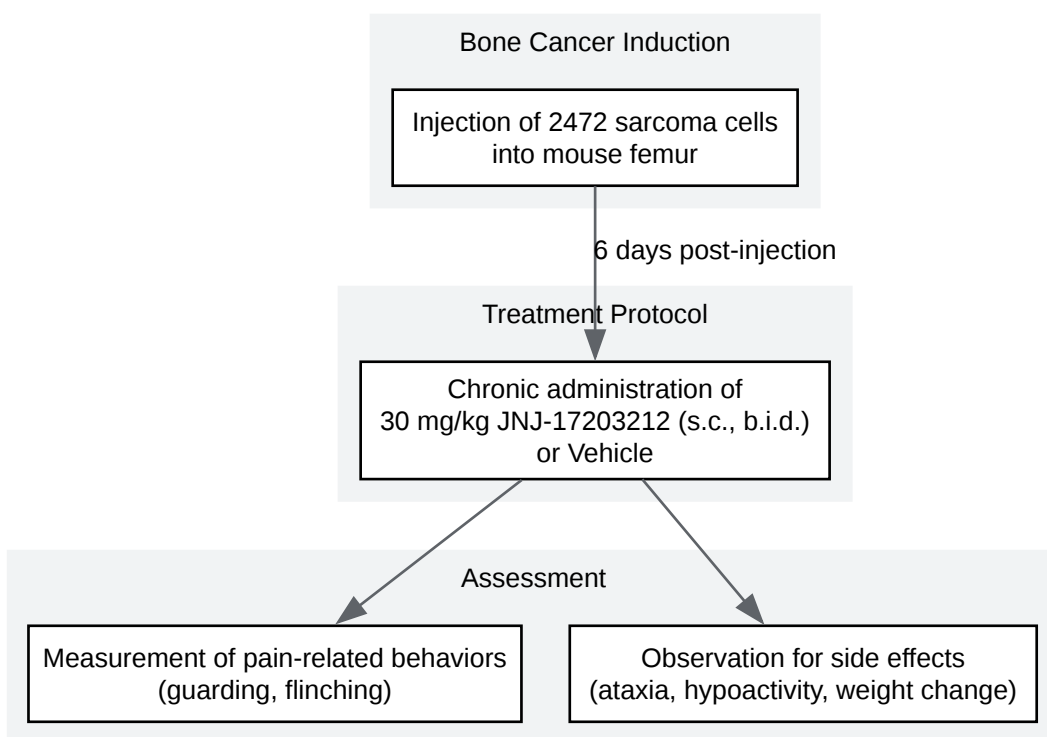 Bone Cancer Induction
Injection of 2472 sarcoma cells
into mouse femur
6 days post-injection
Treatment Protocol
Chronic administration of
30 mg/kg JNJ-17203212 (s.c., b.i.d.)
or Vehicle
Assessment
Measurement of pain-related behaviors
(guarding, flinching)
Observation for side effects
(ataxia, hypoactivity, weight change)